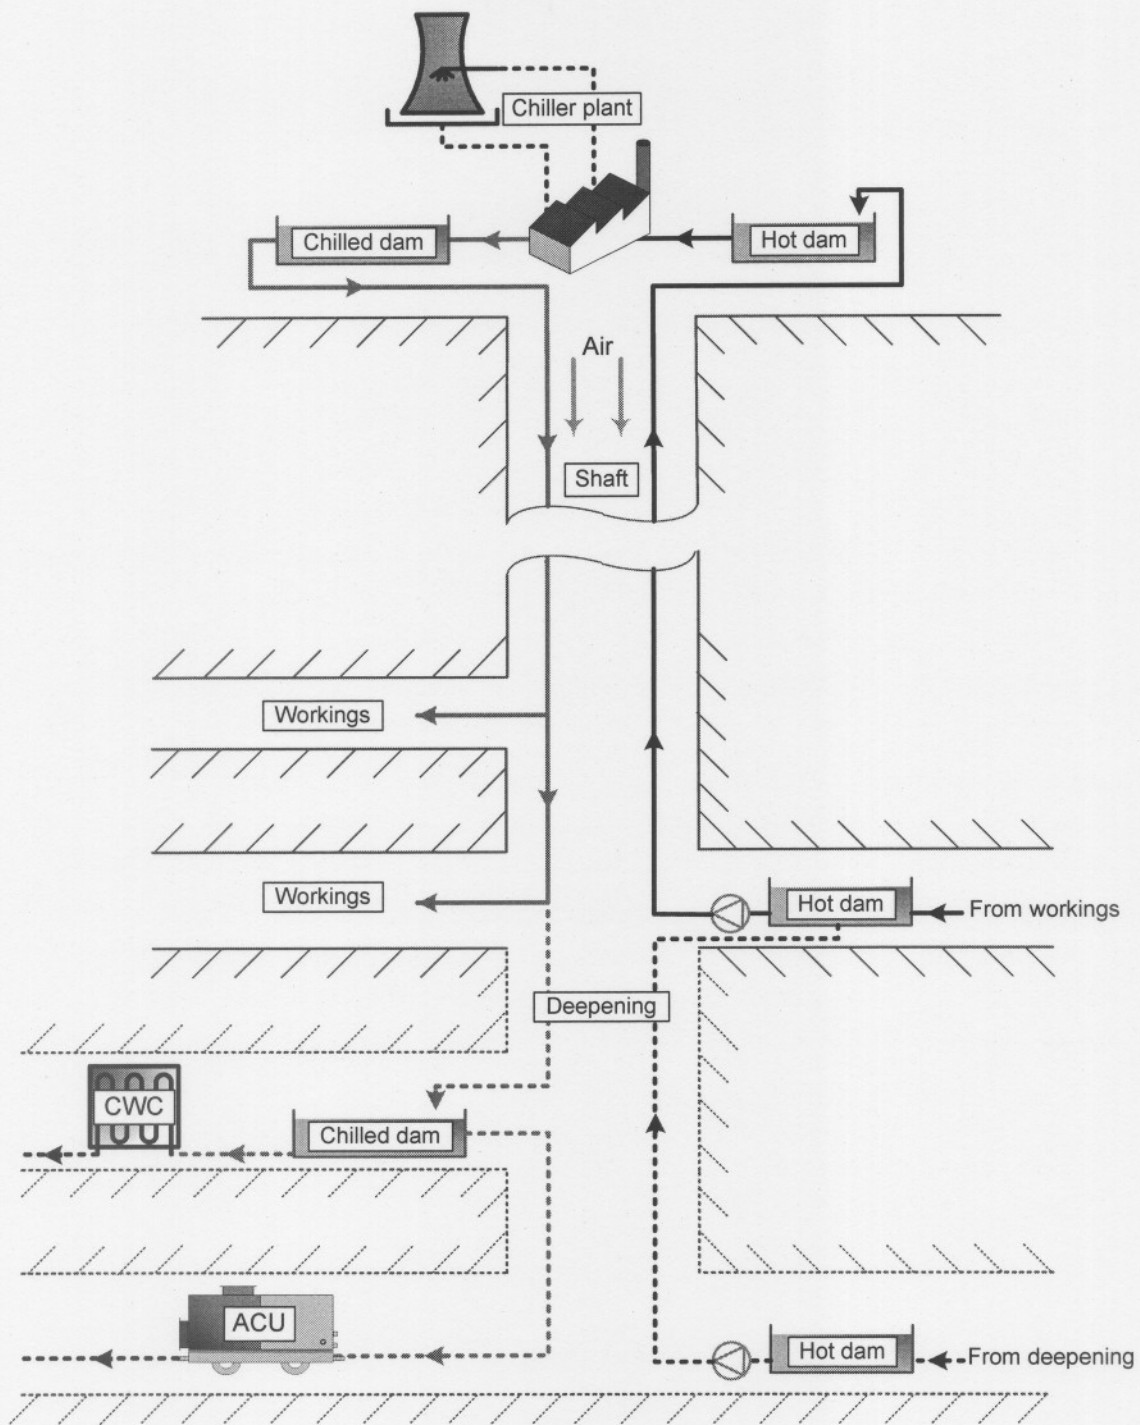 Chiller plant
Chilled dam
Hot dam
Air
Shaft
Workings
Workings
Hot dam
From workings
Deepening
CWC
Chilled dam
ACU
Hot dam
From deepening